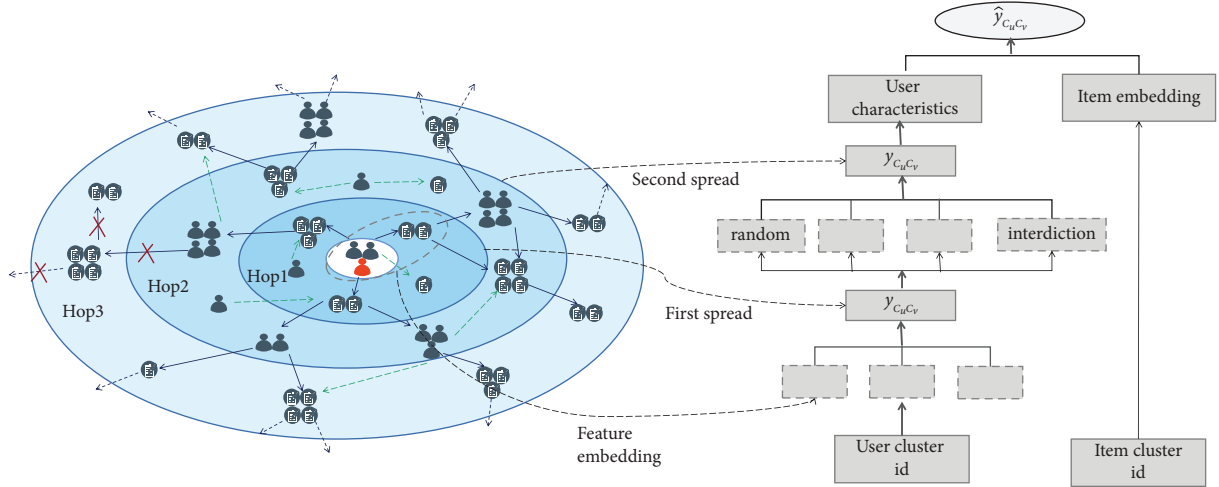 ŷ_{C_uC_v}
User
characteristics
Item embedding
y_{C_uC_v}
Second spread
random
interdiction
Hop1
Hop2
Hop3
y_{C_uC_v}
First spread
Feature
embedding
User cluster
id
Item cluster
id